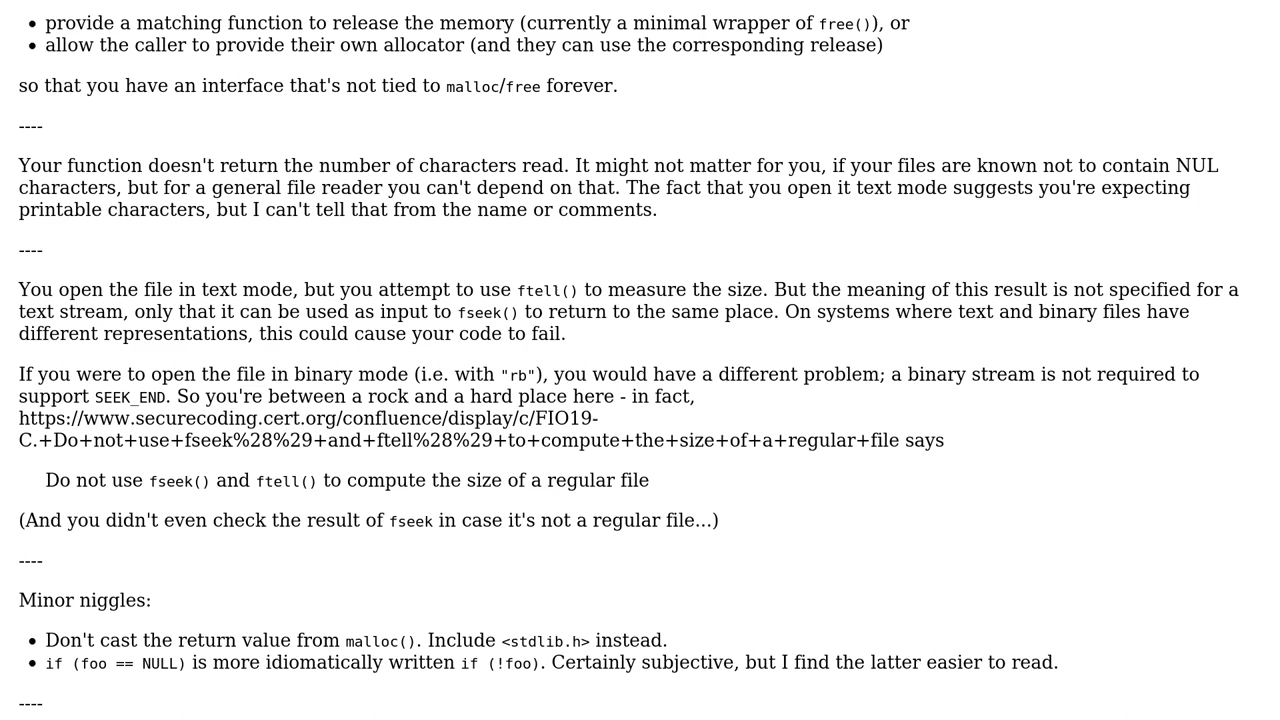 • provide a matching function to release the memory (currently a minimal wrapper of free()), or
• allow the caller to provide their own allocator (and they can use the corresponding release)
so that you have an interface that's not tied to malloc/free forever.
----
Your function doesn't return the number of characters read. It might not matter for you, if your files are known not to contain NUL
characters, but for a general file reader you can't depend on that. The fact that you open it text mode suggests you're expecting
printable characters, but I can't tell that from the name or comments.
----
You open the file in text mode, but you attempt to use ftell() to measure the size. But the meaning of this result is not specified for a
text stream, only that it can be used as input to fseek() to return to the same place. On systems where text and binary files have
different representations, this could cause your code to fail.
If you were to open the file in binary mode (i.e. with "rb"), you would have a different problem; a binary stream is not required to
support SEEK_END. So you're between a rock and a hard place here - in fact,
https://www.securecoding.cert.org/confluence/display/c/FIO19-
C.+Do+not+use+fseek%28%29+and+ftell%28%29+to+compute+the+size+of+a+regular+file says
Do not use fseek() and ftell() to compute the size of a regular file
(And you didn't even check the result of fseek in case it's not a regular file...)
----
Minor niggles:
• Don't cast the return value from malloc(). Include <stdlib.h> instead.
• if (foo == NULL) is more idiomatically written if (!foo). Certainly subjective, but I find the latter easier to read.
----